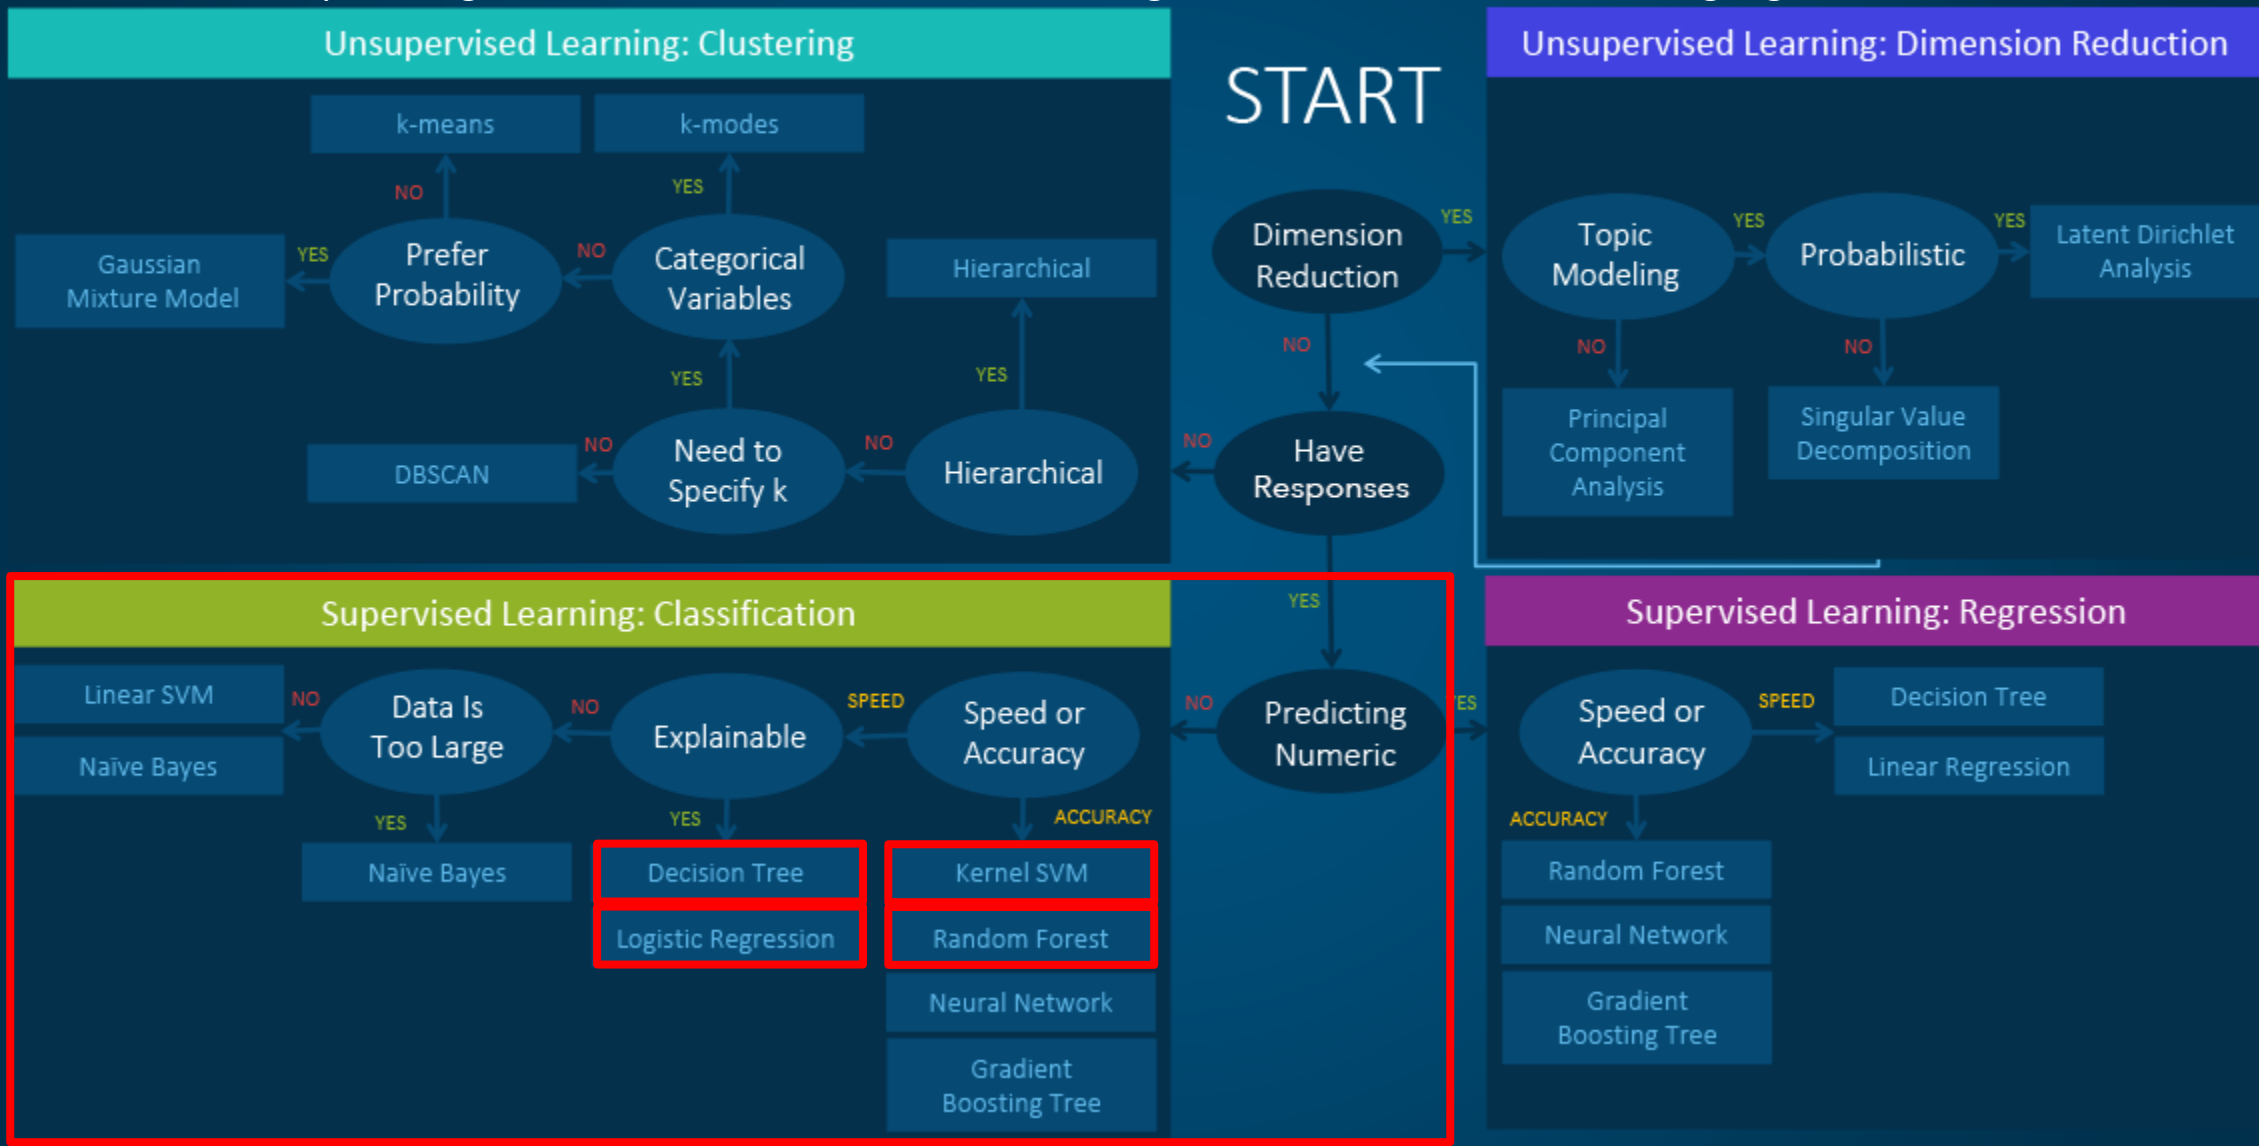 Unsupervised Learning: Clustering
START
Unsupervised Learning: Dimension Reduction
k-means
k-modes
NO
YES
Gaussian
Mixture Model
YES
Prefer
Probability
NO
Categorical
Variables
Hierarchical
YES
YES
DBSCAN
NO
Need to
Specify k
NO
Hierarchical
NO
Dimension
Reduction
YES
NO
Have
Responses
Topic
Modeling
YES
Probabilistic
YES
Latent Dirichlet
Analysis
NO
NO
Principal
Component
Analysis
Singular Value
Decomposition
Supervised Learning: Classification
YES
Supervised Learning: Regression
Linear SVM
Naïve Bayes
NO
Data Is
Too Large
NO
Explainable
SPEED
Speed or
Accuracy
NO
Predicting
Numeric
YES
YES
YES
ACCURACY
Naïve Bayes
Decision Tree
Logistic Regression
Kernel SVM
Random Forest
Neural Network
Gradient
Boosting Tree
Speed or
Accuracy
SPEED
Decision Tree
Linear Regression
ACCURACY
Random Forest
Neural Network
Gradient
Boosting Tree